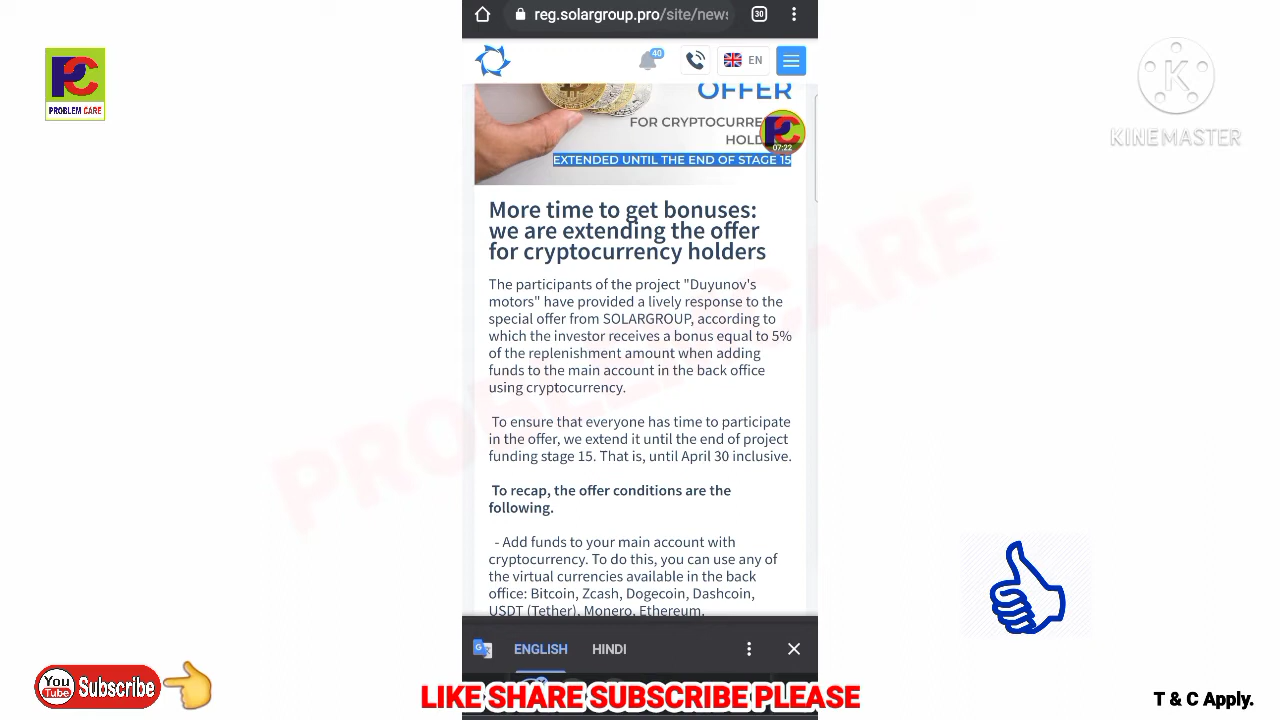 30
reg.solargroup.pro/site/news
PC
PROBLEM CARE
40
EN
K
KINEMASTER
OFFER
FOR CRYPTOCURRE
HOLD
PC
07:22
EXTENDED UNTIL THE END OF STAGE 15
More time to get bonuses:
we are extending the offer
for cryptocurrency holders
The participants of the project "Duyunov's
motors" have provided a lively response to the
special offer from SOLARGROUP, according to
which the investor receives a bonus equal to 5%
of the replenishment amount when adding
funds to the main account in the back office
using cryptocurrency.
To ensure that everyone has time to participate
in the offer, we extend it until the end of project
funding stage 15. That is, until April 30 inclusive.
To recap, the offer conditions are the
following.
- Add funds to your main account with
cryptocurrency. To do this, you can use any of
the virtual currencies available in the back
office: Bitcoin, Zcash, Dogecoin, Dashcoin,
USDT (Tether), Monero, Ethereum.
PROBLEM CARE
G
ENGLISH
HINDI
You
Tube
Subscribe
LIKE SHARE SUBSCRIBE PLEASE
T & C Apply.